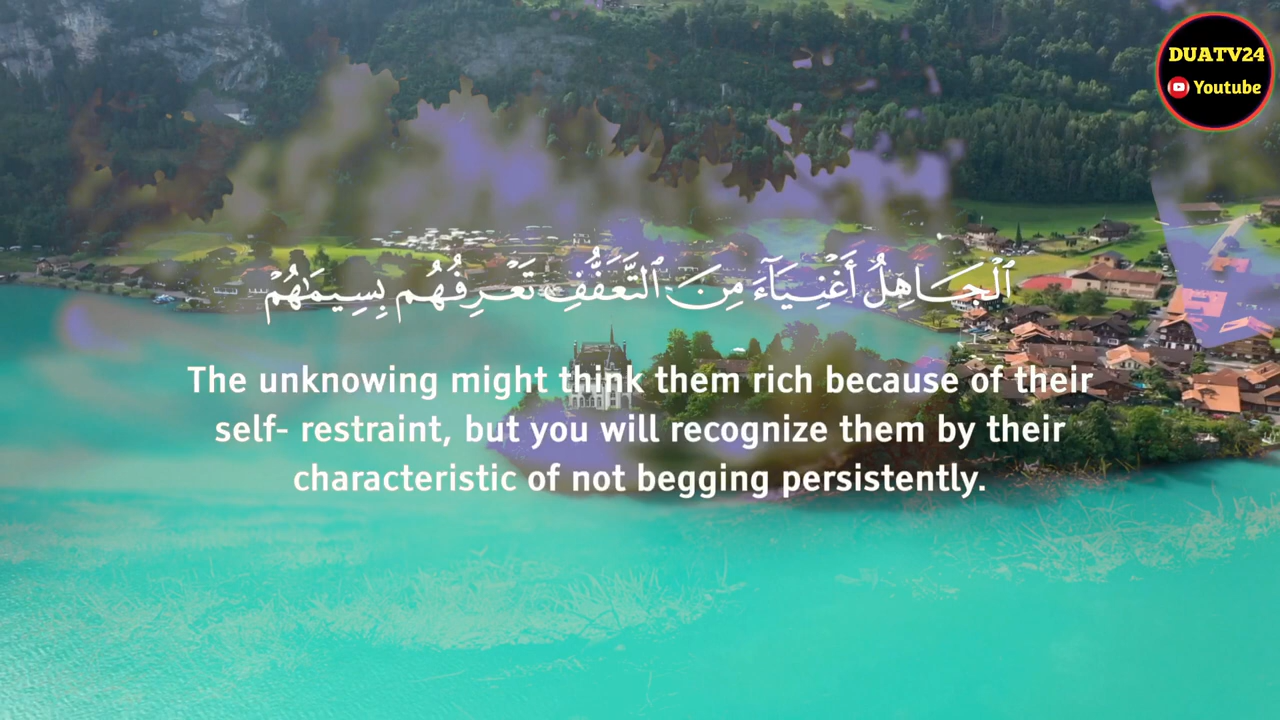 DUATV24
Youtube
ٱلْجَاهِلُ أَغْنِيَآءَ مِنَ ٱلتَّعَفُّفِ تَعْرِفُهُم بِسِيمَـٰهُمْ
The unknowing might think them rich because of their
self- restraint, but you will recognize them by their
characteristic of not begging persistently.